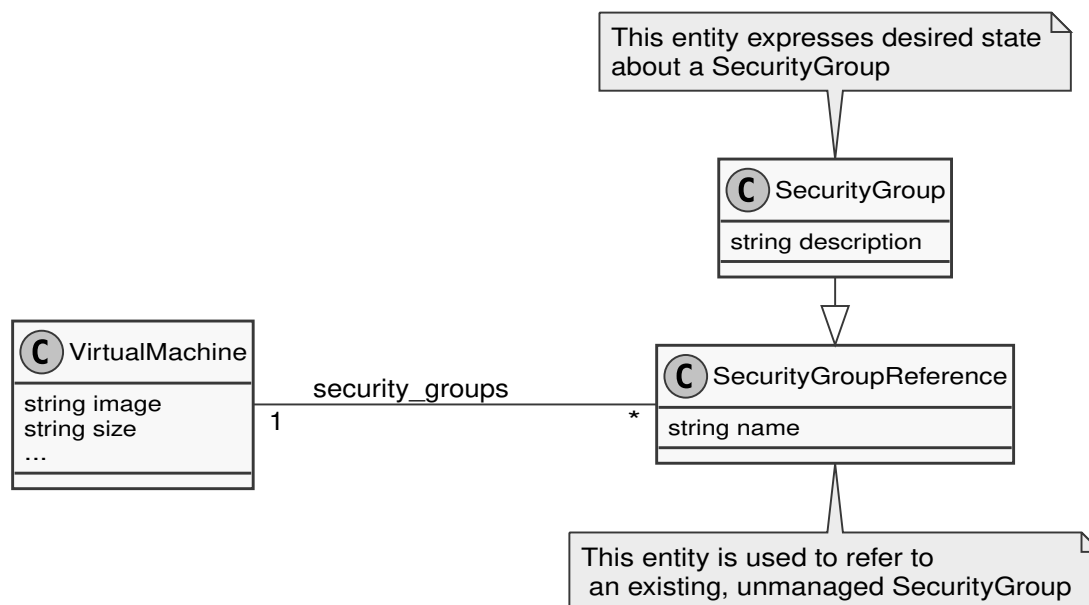 This entity expresses desired state
about a SecurityGroup
C SecurityGroup
string description
C VirtualMachine
string image
string size
...
security_groups
1
*
C SecurityGroupReference
string name
This entity is used to refer to
an existing, unmanaged SecurityGroup